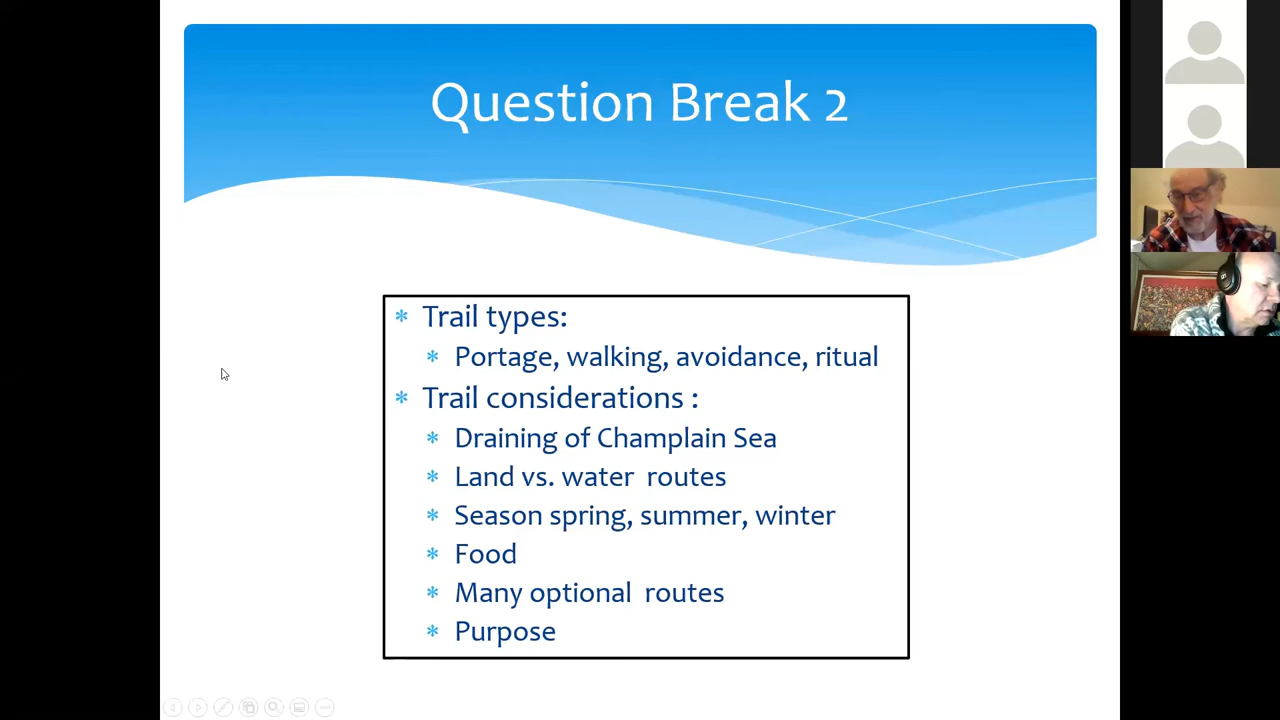 Question Break 2
* Trail types:
* Portage, walking, avoidance, ritual
* Trail considerations :
* Draining of Champlain Sea
* Land vs. water routes
* Season spring, summer, winter
* Food
* Many optional routes
* Purpose